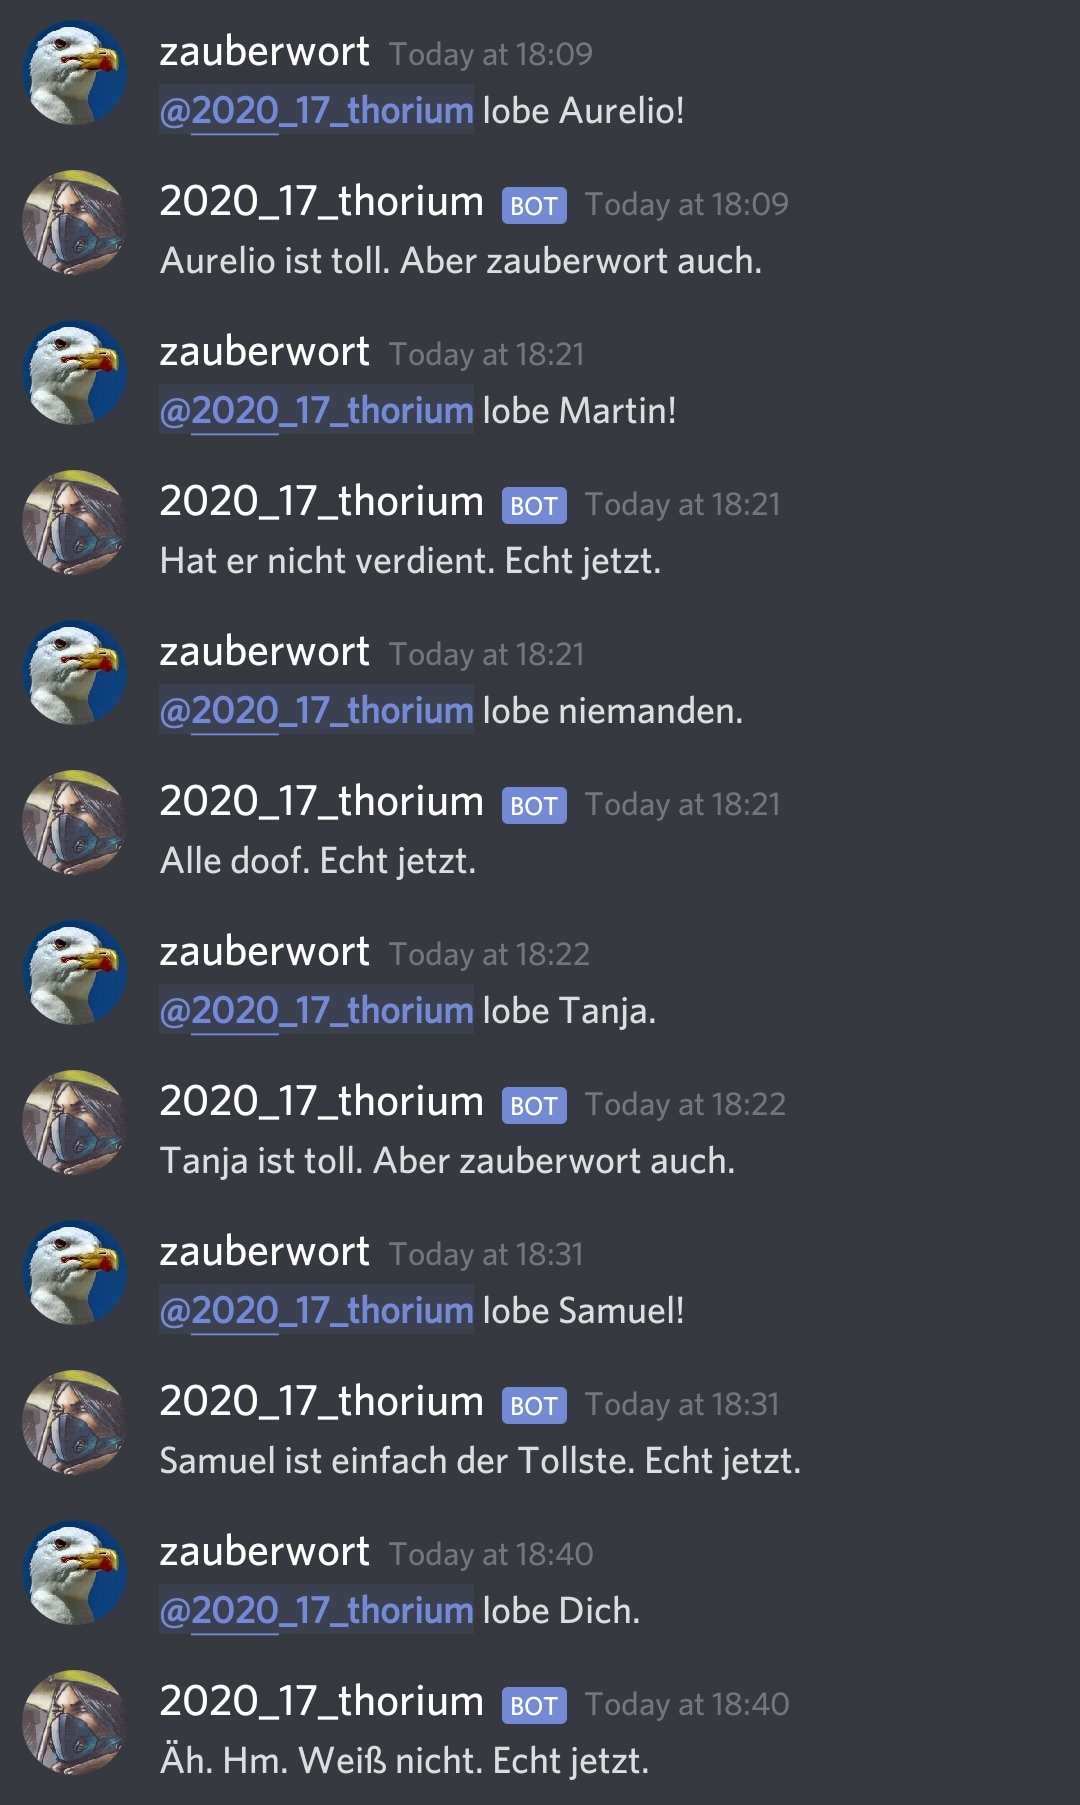 zauberwort Today at 18:09
@2020_17_thorium lobe Aurelio!
2020_17_thorium BOT Today at 18:09
Aurelio ist toll. Aber zauberwort auch.
zauberwort Today at 18:21
@2020_17_thorium lobe Martin!
2020_17_thorium BOT Today at 18:21
Hat er nicht verdient. Echt jetzt.
zauberwort Today at 18:21
@2020_17_thorium lobe niemanden.
2020_17_thorium BOT Today at 18:21
Alle doof. Echt jetzt.
zauberwort Today at 18:22
@2020_17_thorium lobe Tanja.
2020_17_thorium BOT Today at 18:22
Tanja ist toll. Aber zauberwort auch.
zauberwort Today at 18:31
@2020_17_thorium lobe Samuel!
2020_17_thorium BOT Today at 18:31
Samuel ist einfach der Tollste. Echt jetzt.
zauberwort Today at 18:40
@2020_17_thorium lobe Dich.
2020_17_thorium BOT Today at 18:40
Äh. Hm. Weiß nicht. Echt jetzt.